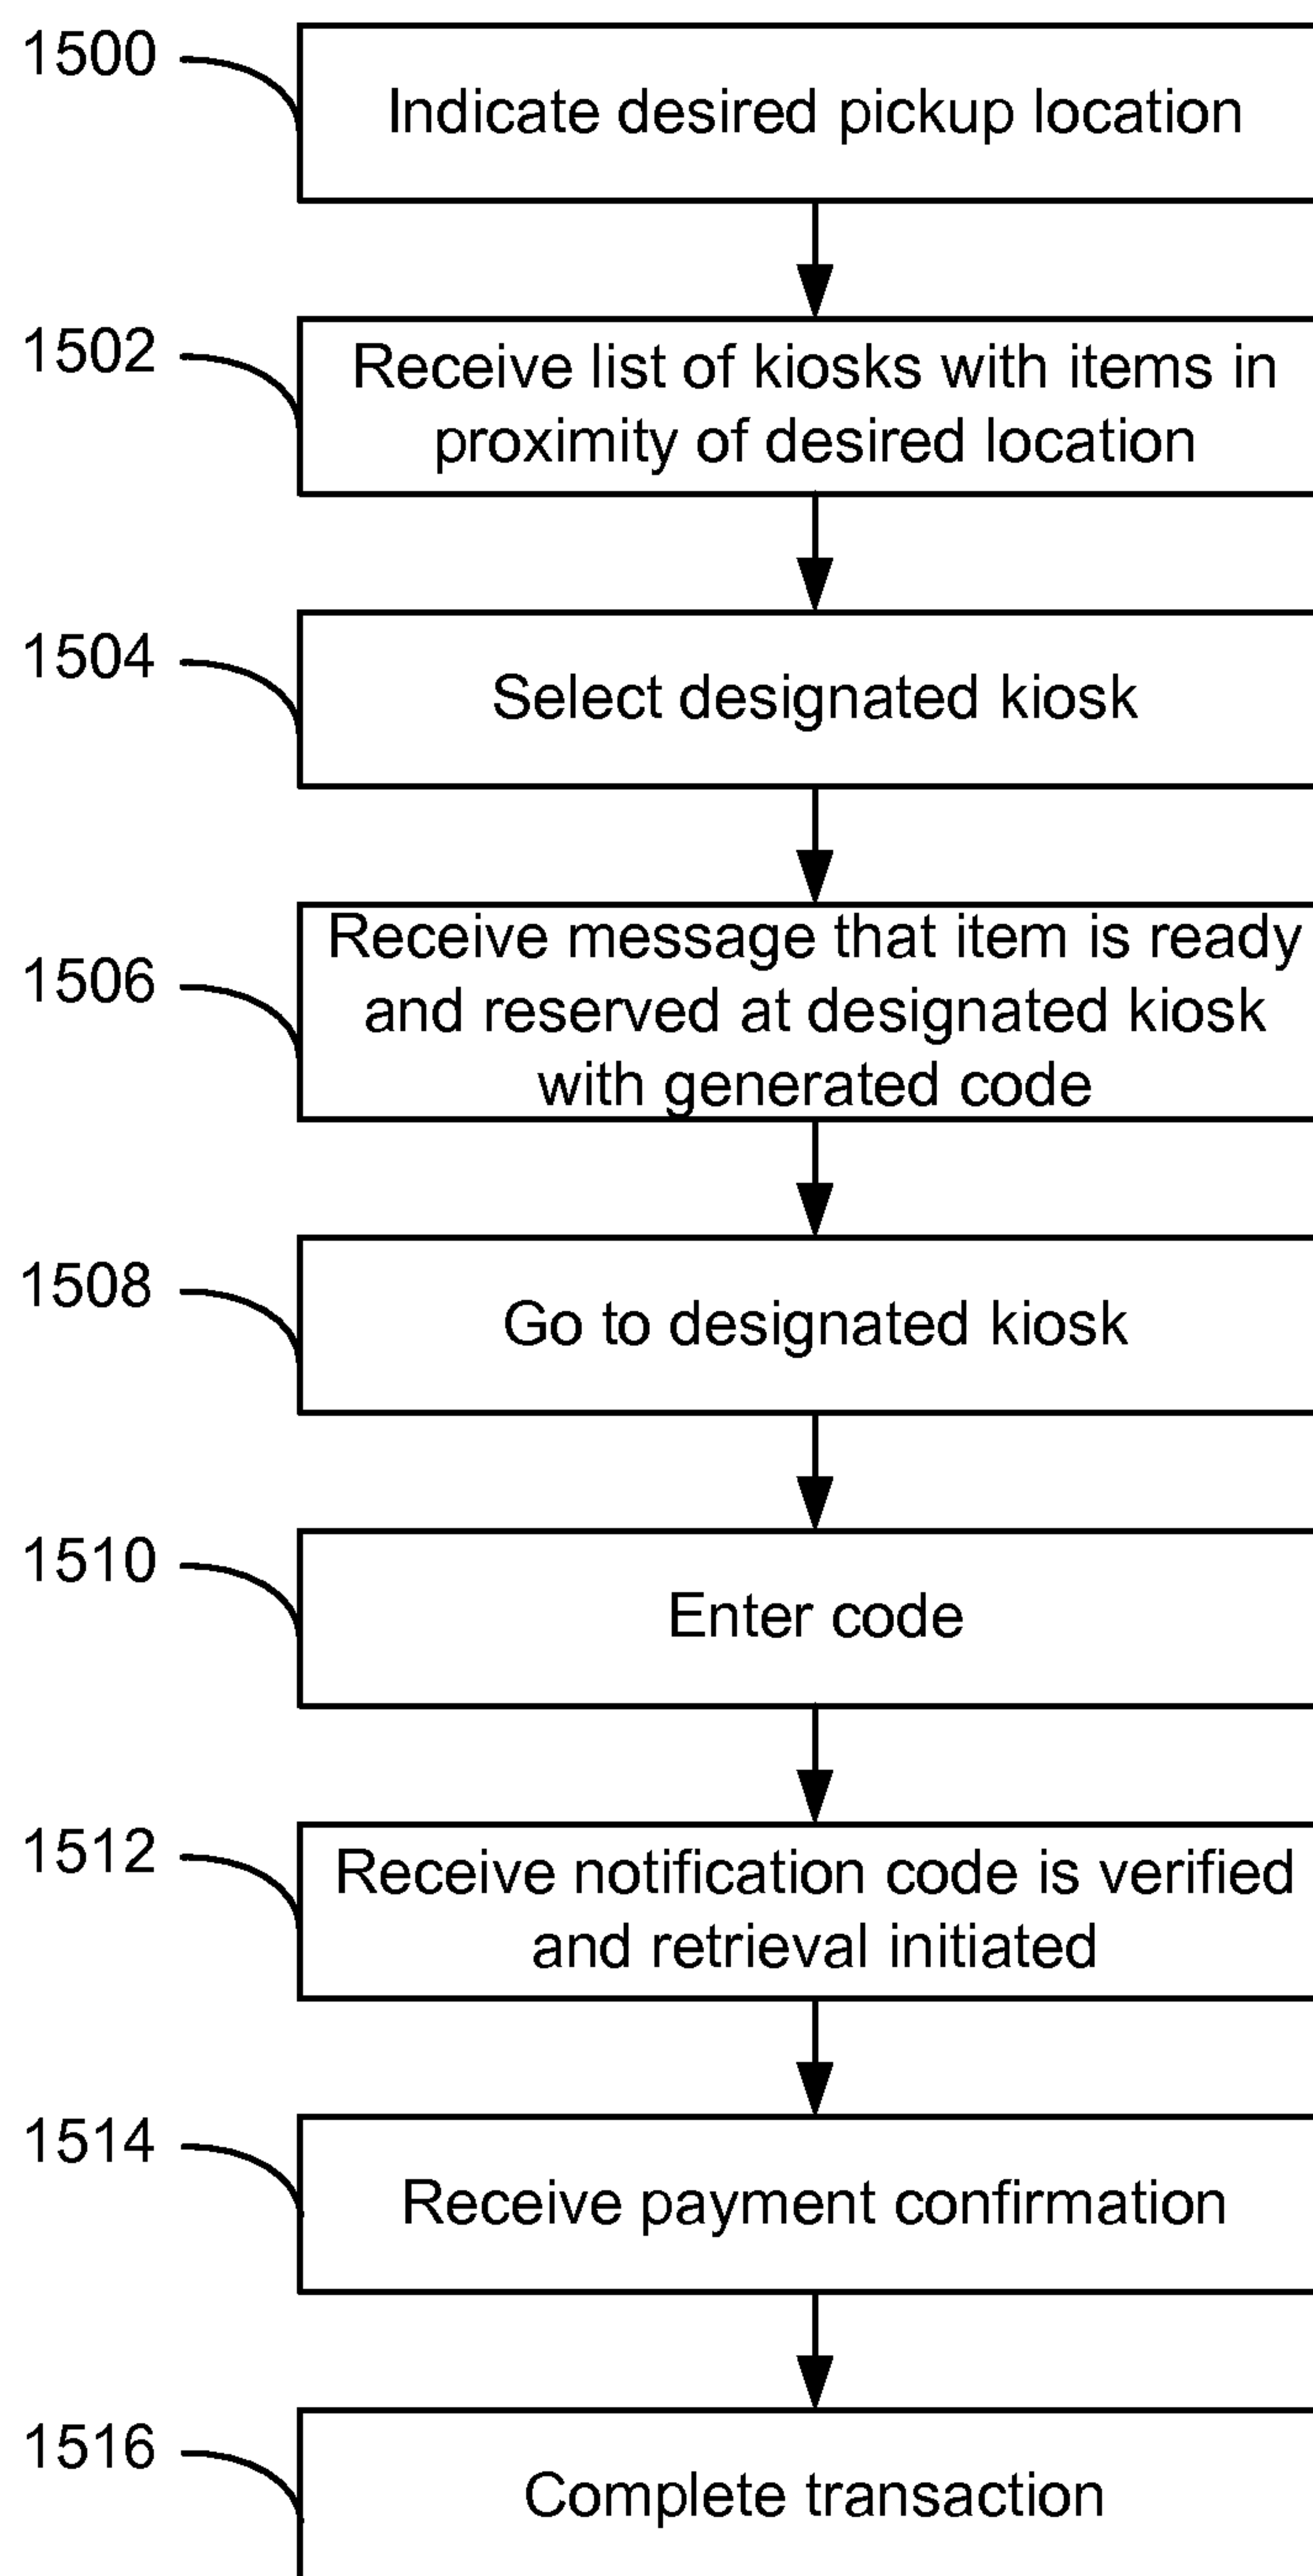 1500
Indicate desired pickup location
1502
Receive list of kiosks with items in
proximity of desired location
1504
Select designated kiosk
1506
Receive message that item is ready
and reserved at designated kiosk
with generated code
1508
Go to designated kiosk
1510
Enter code
1512
Receive notification code is verified
and retrieval initiated
1514
Receive payment confirmation
1516
Complete transaction